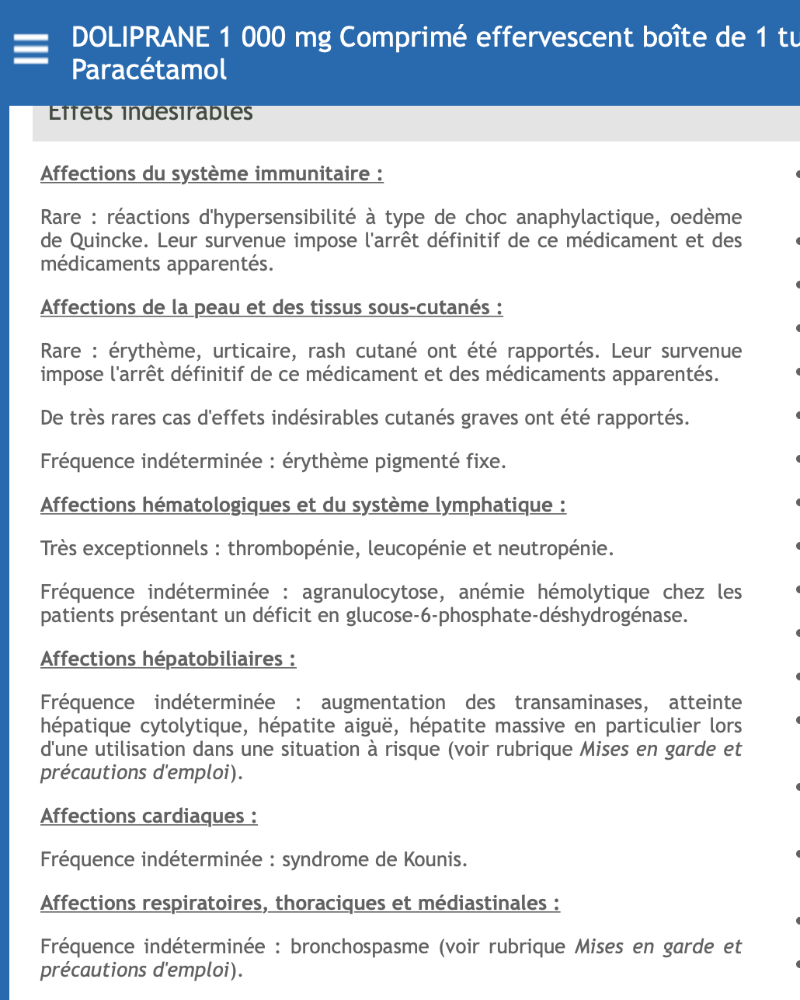 DOLIPRANE 1 000 mg Comprimé effervescent boîte de 1
Paracétamol
Effets indésirables
Affections du système immunitaire :
Rare : réactions d'hypersensibilité à type de choc anaphylactique, oedème
de Quincke. Leur survenue impose l'arrêt définitif de ce médicament et des
médicaments apparentés.
Affections de la peau et des tissus sous-cutanés :
Rare : érythème, urticaire, rash cutané ont été rapportés. Leur survenue
impose l'arrêt définitif de ce médicament et des médicaments apparentés.
De très rares cas d'effets indésirables cutanés graves ont été rapportés.
Fréquence indéterminée : érythème pigmenté fixe.
Affections hématologiques et du système lymphatique :
Très exceptionnels : thrombopénie, leucopénie et neutropénie.
Fréquence indéterminée : agranulocytose, anémie hémolytique chez les
patients présentant un déficit en glucose-6-phosphate-déshydrogénase.
Affections hépatobiliaires :
Fréquence indéterminée : augmentation des transaminases, atteinte
hépatique cytolytique, hépatite aiguë, hépatite massive en particulier lors
d'une utilisation dans une situation à risque (voir rubrique Mises en garde et
précautions d'emploi).
Affections cardiaques :
Fréquence indéterminée : syndrome de Kounis.
Affections respiratoires, thoraciques et médiastinales :
Fréquence indéterminée : bronchospasme (voir rubrique Mises en garde et
précautions d'emploi).